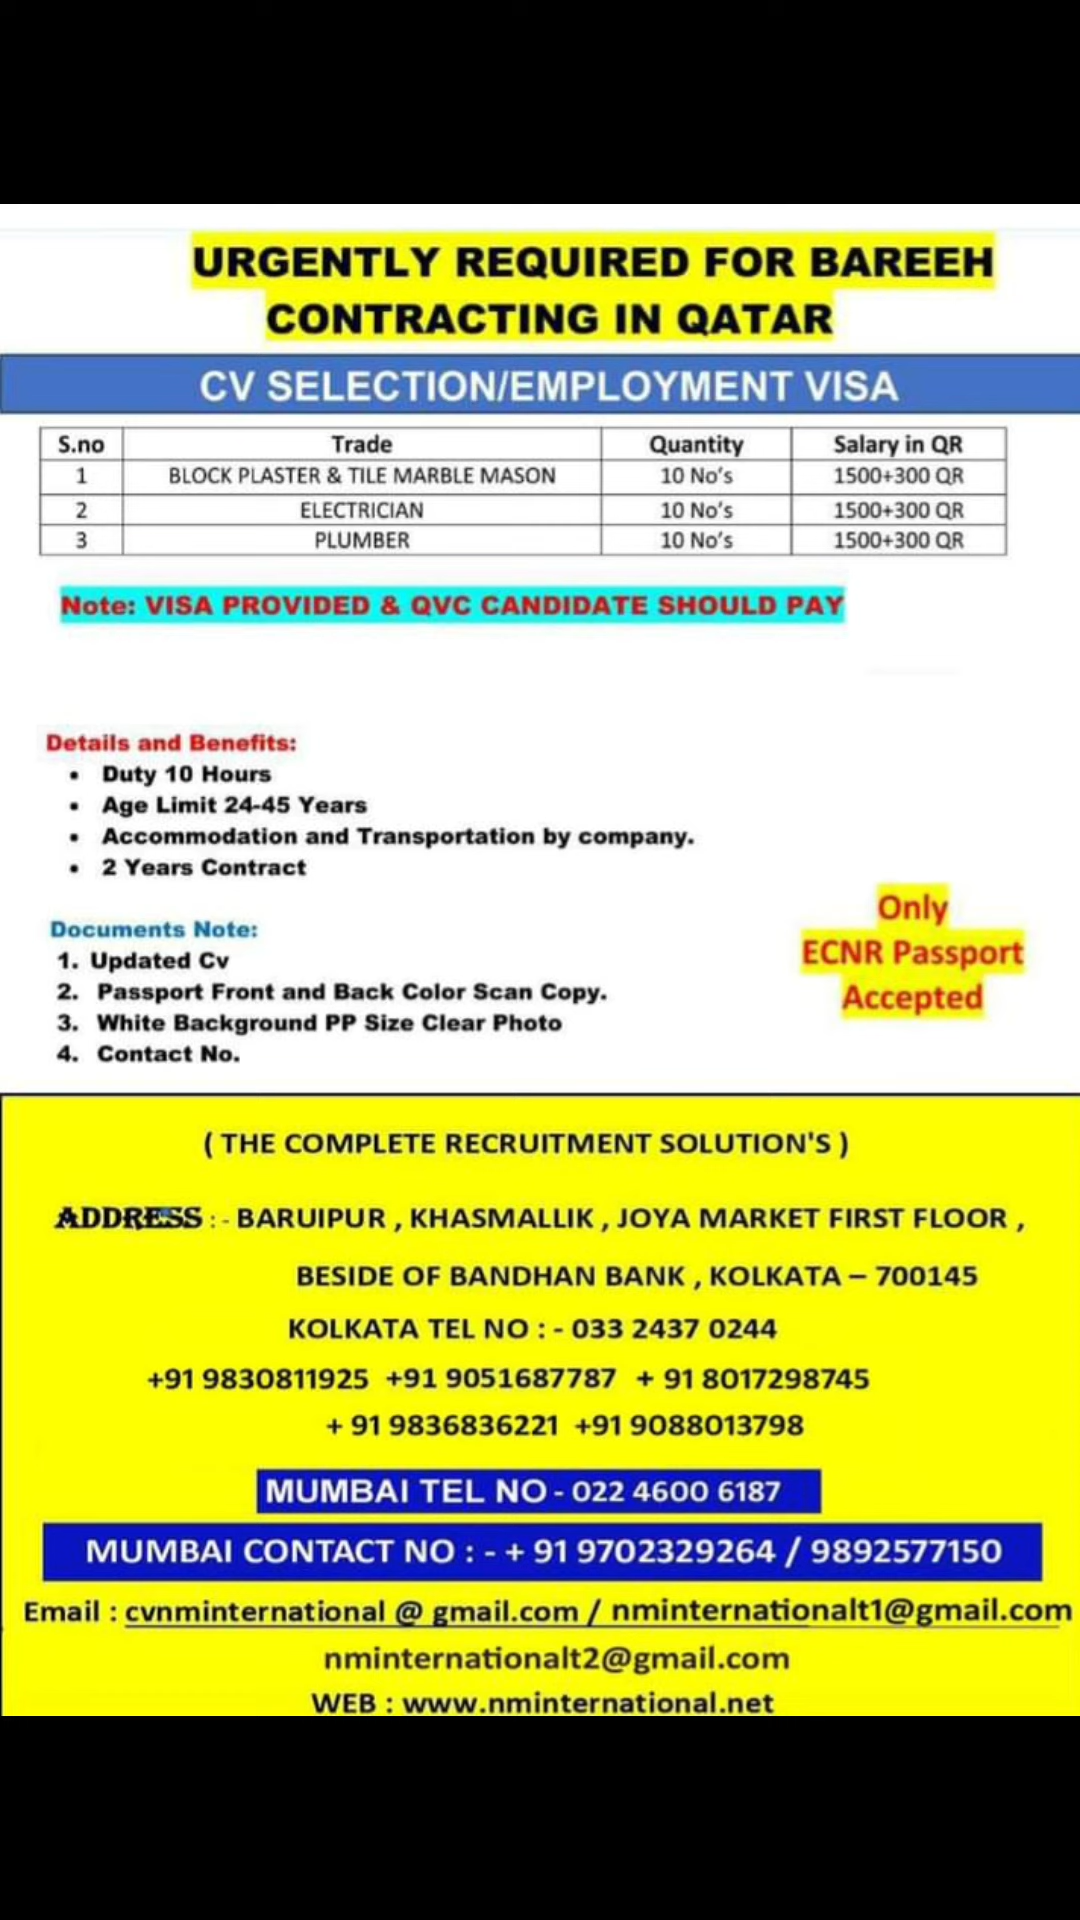 URGENTLY REQUIRED FOR BAREEH
CONTRACTING IN QATAR
CV SELECTION/EMPLOYMENT VISA
S.no Trade Quantity Salary in QR
1 BLOCK PLASTER & TILE MARBLE MASON 10 No's 1500+300 QR
2 ELECTRICIAN 10 No's 1500+300 QR
3 PLUMBER 10 No's 1500+300 QR
Note: VISA PROVIDED & QVC CANDIDATE SHOULD PAY
Details and Benefits:
• Duty 10 Hours
• Age Limit 24-45 Years
• Accommodation and Transportation by company.
• 2 Years Contract
Only
ECNR Passport
Accepted
Documents Note:
1. Updated Cv
2. Passport Front and Back Color Scan Copy.
3. White Background PP Size Clear Photo
4. Contact No.
( THE COMPLETE RECRUITMENT SOLUTION'S )
ADDRESS : - BARUIPUR , KHASMALLIK , JOYA MARKET FIRST FLOOR ,
BESIDE OF BANDHAN BANK , KOLKATA – 700145
KOLKATA TEL NO : - 033 2437 0244
+91 9830811925 +91 9051687787 + 91 8017298745
+ 91 9836836221 +91 9088013798
MUMBAI TEL NO - 022 4600 6187
MUMBAI CONTACT NO : - + 91 9702329264 / 9892577150
Email : cvnminternational @ gmail.com / nminternationalt1@gmail.com
nminternationalt2@gmail.com
WEB : www.nminternational.net